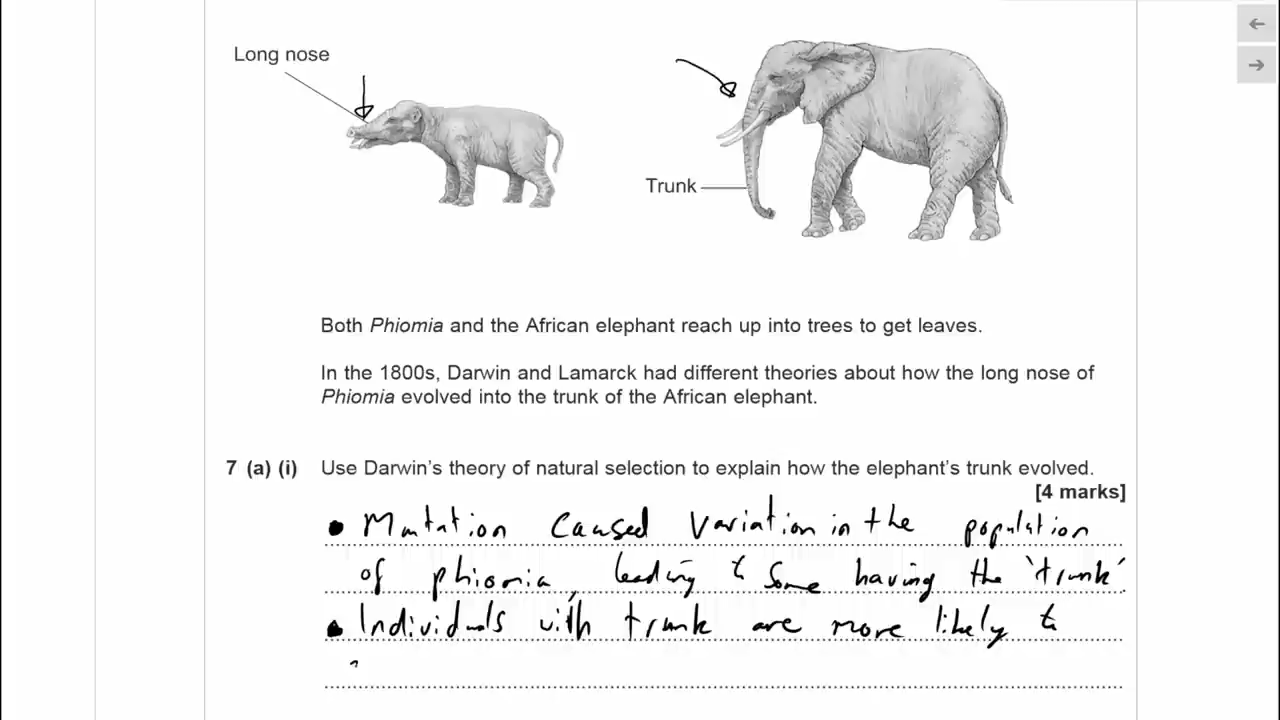 Long nose
Trunk
Both Phiomia and the African elephant reach up into trees to get leaves.
In the 1800s, Darwin and Lamarck had different theories about how the long nose of
Phiomia evolved into the trunk of the African elephant.
7 (a) (i) Use Darwin's theory of natural selection to explain how the elephant's trunk evolved.
[4 marks]
• Mutation caused variation in the population
of phiomia, leading to some having the 'trunk'.
• Individuals with trunk are more likely to